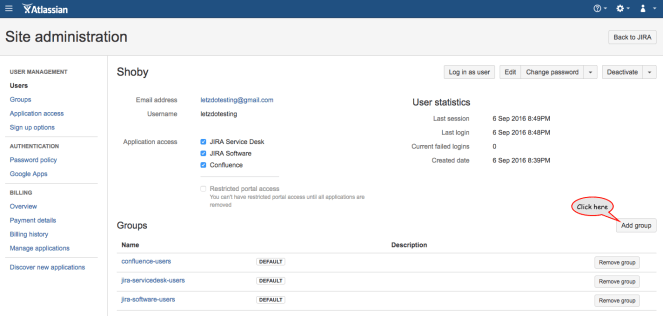 Atlassian
Site administration
Back to JIRA
USER MANAGEMENT
Users
Groups
Application access
Sign up options
AUTHENTICATION
Password policy
Google Apps
BILLING
Overview
Payment details
Billing history
Manage applications
Discover new applications
Shoby
Log in as user
Edit
Change password
Deactivate
Email address letzdotesting@gmail.com
Username letzdotesting
Application access
JIRA Service Desk
JIRA Software
Confluence
Restricted portal access
You can't have restricted portal access until all applications are
removed
User statistics
Last session 6 Sep 2016 8:49PM
Last login 6 Sep 2016 8:48PM
Current failed logins 0
Created date 6 Sep 2016 8:39PM
Click here
Groups
Add group
Name Description
confluence-users DEFAULT Remove group
jira-servicedesk-users DEFAULT Remove group
jira-software-users DEFAULT Remove group